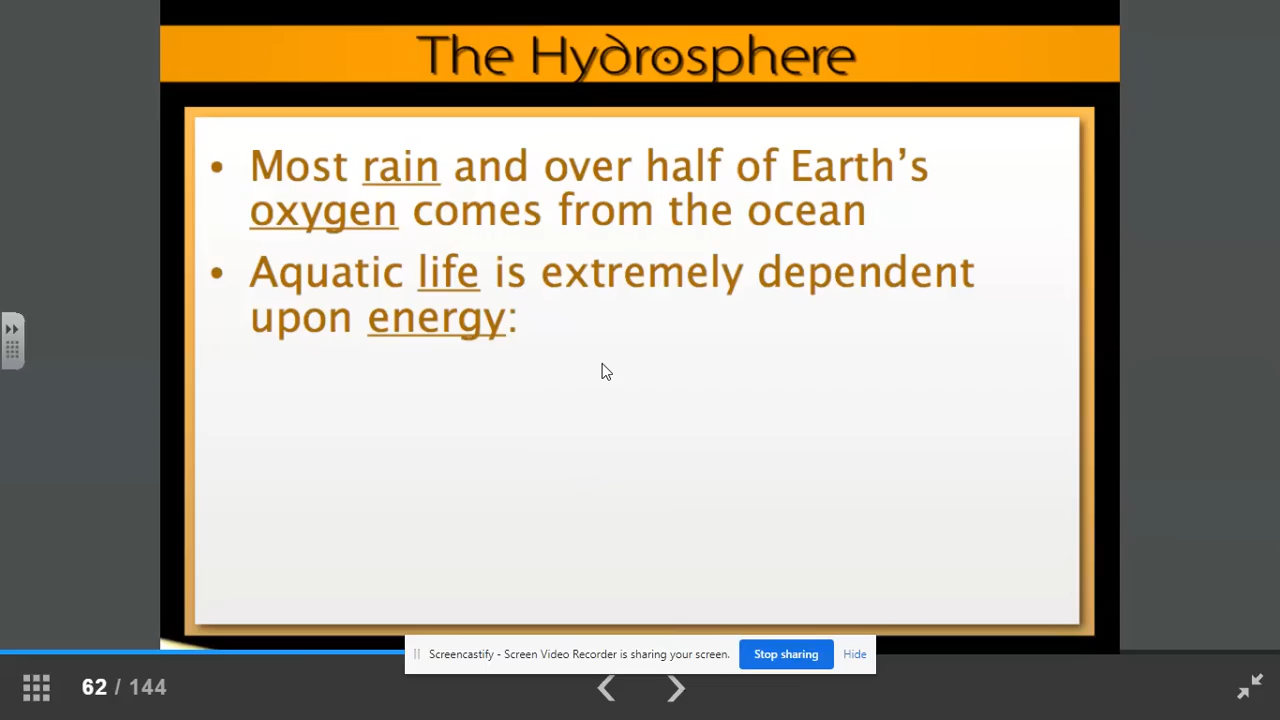 The Hydrosphere
• Most rain and over half of Earth's
oxygen comes from the ocean
• Aquatic life is extremely dependent
upon energy:
Screencastify - Screen Video Recorder is sharing your screen. Stop sharing Hide
62 / 144